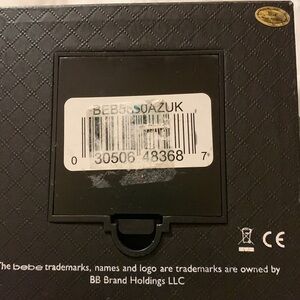 0 30506 48368 7
The bebe trademarks, names and logo are trademarks are owned by
BB Brand Holdings LLC